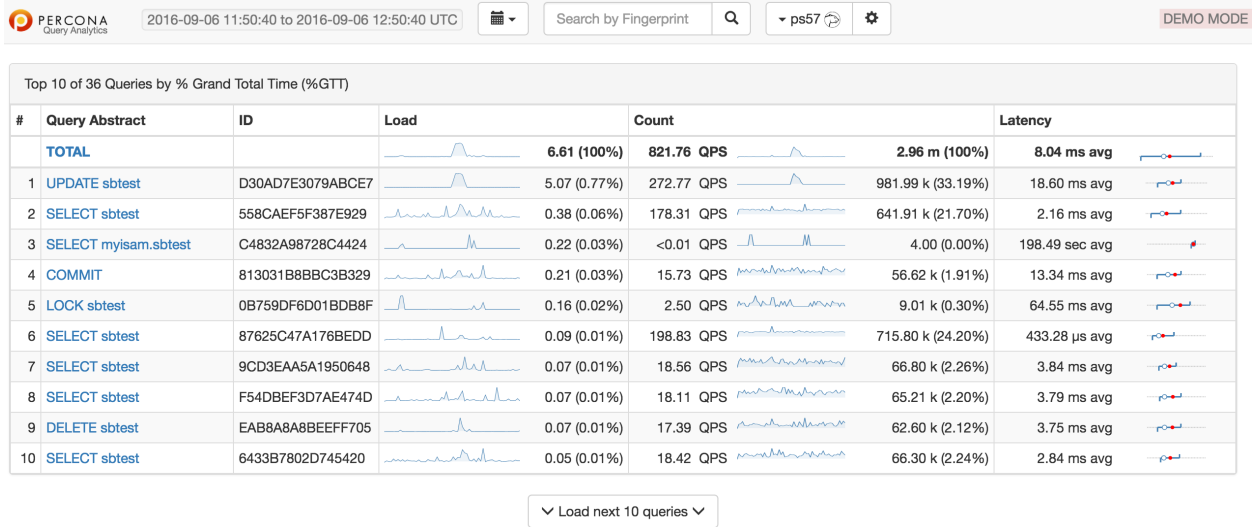 PERCONA
Query Analytics
2016-09-06 11:50:40 to 2016-09-06 12:50:40 UTC
Search by Fingerprint
ps57
DEMO MODE
Top 10 of 36 Queries by % Grand Total Time (%GTT)
# Query Abstract ID Load Count Latency
TOTAL 6.61 (100%) 821.76 QPS 2.96 m (100%) 8.04 ms avg
1 UPDATE sbtest D30AD7E3079ABCE7 5.07 (0.77%) 272.77 QPS 981.99 k (33.19%) 18.60 ms avg
2 SELECT sbtest 558CAEF5F387E929 0.38 (0.06%) 178.31 QPS 641.91 k (21.70%) 2.16 ms avg
3 SELECT myisam.sbtest C4832A98728C4424 0.22 (0.03%) <0.01 QPS 4.00 (0.00%) 198.49 sec avg
4 COMMIT 813031B8BBC3B329 0.21 (0.03%) 15.73 QPS 56.62 k (1.91%) 13.34 ms avg
5 LOCK sbtest 0B759DF6D01BDB8F 0.16 (0.02%) 2.50 QPS 9.01 k (0.30%) 64.55 ms avg
6 SELECT sbtest 87625C47A176BEDD 0.09 (0.01%) 198.83 QPS 715.80 k (24.20%) 433.28 µs avg
7 SELECT sbtest 9CD3EAA5A1950648 0.07 (0.01%) 18.56 QPS 66.80 k (2.26%) 3.84 ms avg
8 SELECT sbtest F54DBEF3D7AE474D 0.07 (0.01%) 18.11 QPS 65.21 k (2.20%) 3.79 ms avg
9 DELETE sbtest EAB8A8A8BEEFF705 0.07 (0.01%) 17.39 QPS 62.60 k (2.12%) 3.75 ms avg
10 SELECT sbtest 6433B7802D745420 0.05 (0.01%) 18.42 QPS 66.30 k (2.24%) 2.84 ms avg
Load next 10 queries